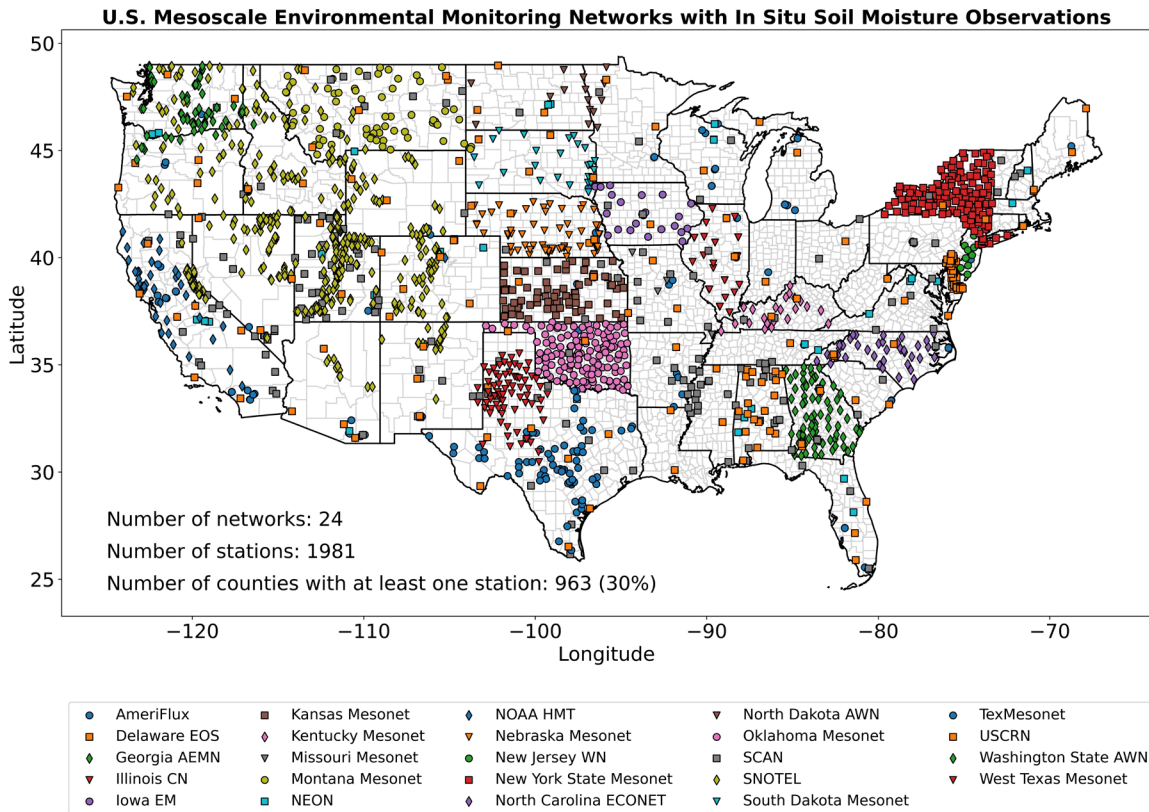 U.S. Mesoscale Environmental Monitoring Networks with In Situ Soil Moisture Observations
50
45
40
35
30
25
Latitude
Number of networks: 24
Number of stations: 1981
Number of counties with at least one station: 963 (30%)
−120 −110 −100 −90 −80 −70
Longitude
AmeriFlux Kansas Mesonet NOAA HMT North Dakota AWN TexMesonet
Delaware EOS Kentucky Mesonet Nebraska Mesonet Oklahoma Mesonet USCRN
Georgia AEMN Missouri Mesonet New Jersey WN SCAN Washington State AWN
Illinois CN Montana Mesonet New York State Mesonet SNOTEL West Texas Mesonet
Iowa EM NEON North Carolina ECONET South Dakota Mesonet